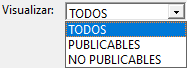 Visualizar: TODOS
TODOS
PUBLICABLES
NO PUBLICABLES